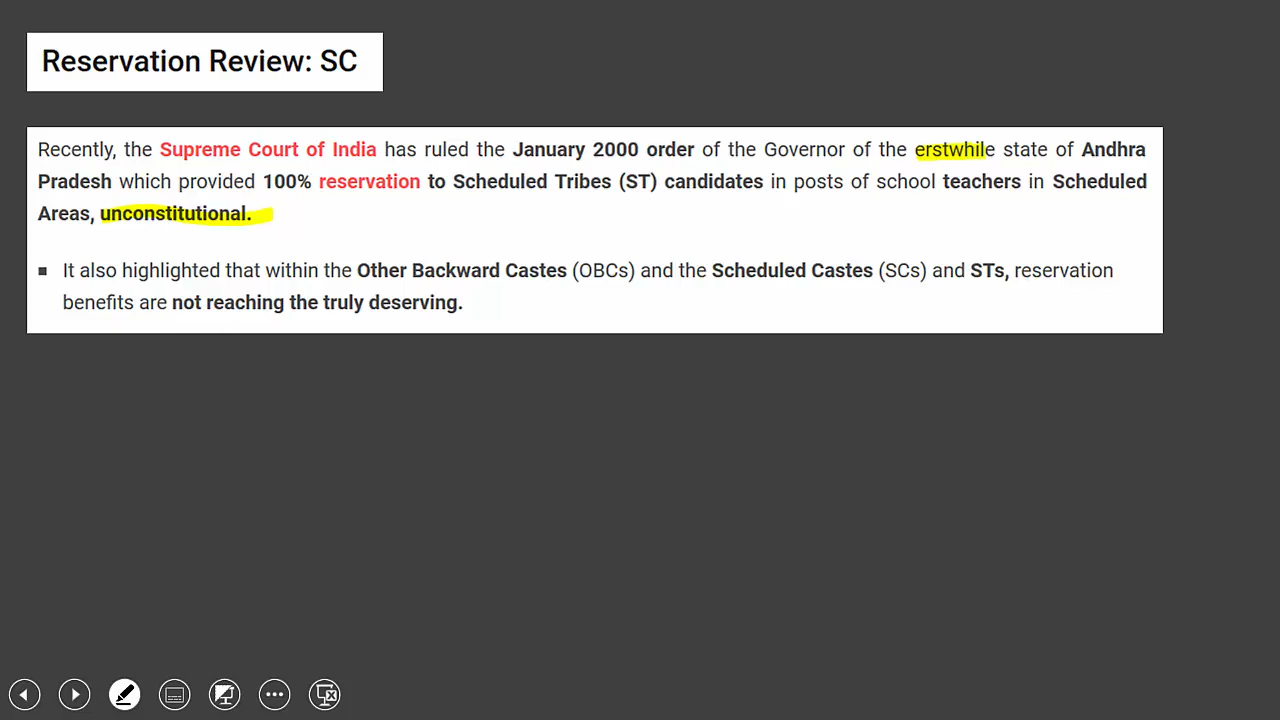 Reservation Review: SC
Recently, the Supreme Court of India has ruled the January 2000 order of the Governor of the erstwhile state of Andhra
Pradesh which provided 100% reservation to Scheduled Tribes (ST) candidates in posts of school teachers in Scheduled
Areas, unconstitutional.
▪ It also highlighted that within the Other Backward Castes (OBCs) and the Scheduled Castes (SCs) and STs, reservation
benefits are not reaching the truly deserving.